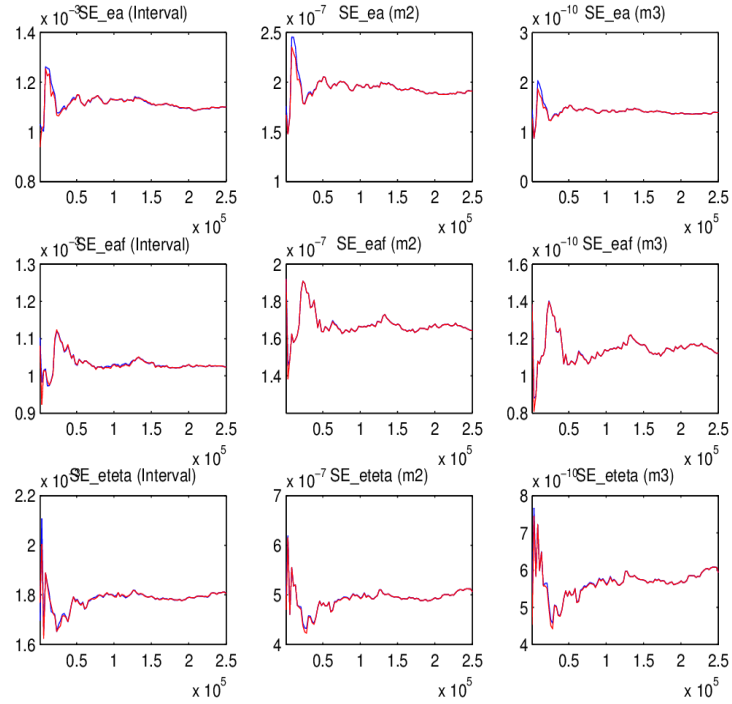 x 10⁻³ SE_ea (Interval)
x 10⁻⁷ SE_ea (m2)
x 10⁻¹⁰ SE_ea (m3)
1.4
1.2
1
0.8
0.5 1 1.5 2 2.5
x 10⁵
2.5
2
1.5
1
0.5 1 1.5 2 2.5
x 10⁵
3
2
1
0
0.5 1 1.5 2 2.5
x 10⁵
x 10⁻³ SE_eaf (Interval)
x 10⁻⁷ SE_eaf (m2)
x 10⁻¹⁰ SE_eaf (m3)
1.3
1.2
1.1
1
0.9
0.5 1 1.5 2 2.5
x 10⁵
2
1.8
1.6
1.4
0.5 1 1.5 2 2.5
x 10⁵
1.6
1.4
1.2
1
0.8
0.5 1 1.5 2 2.5
x 10⁵
x 10⁻³ SE_eteta (Interval)
x 10⁻⁷ SE_eteta (m2)
x 10⁻¹⁰ SE_eteta (m3)
2.2
2
1.8
1.6
0.5 1 1.5 2 2.5
x 10⁵
7
6
5
4
0.5 1 1.5 2 2.5
x 10⁵
8
7
6
5
4
0.5 1 1.5 2 2.5
x 10⁵